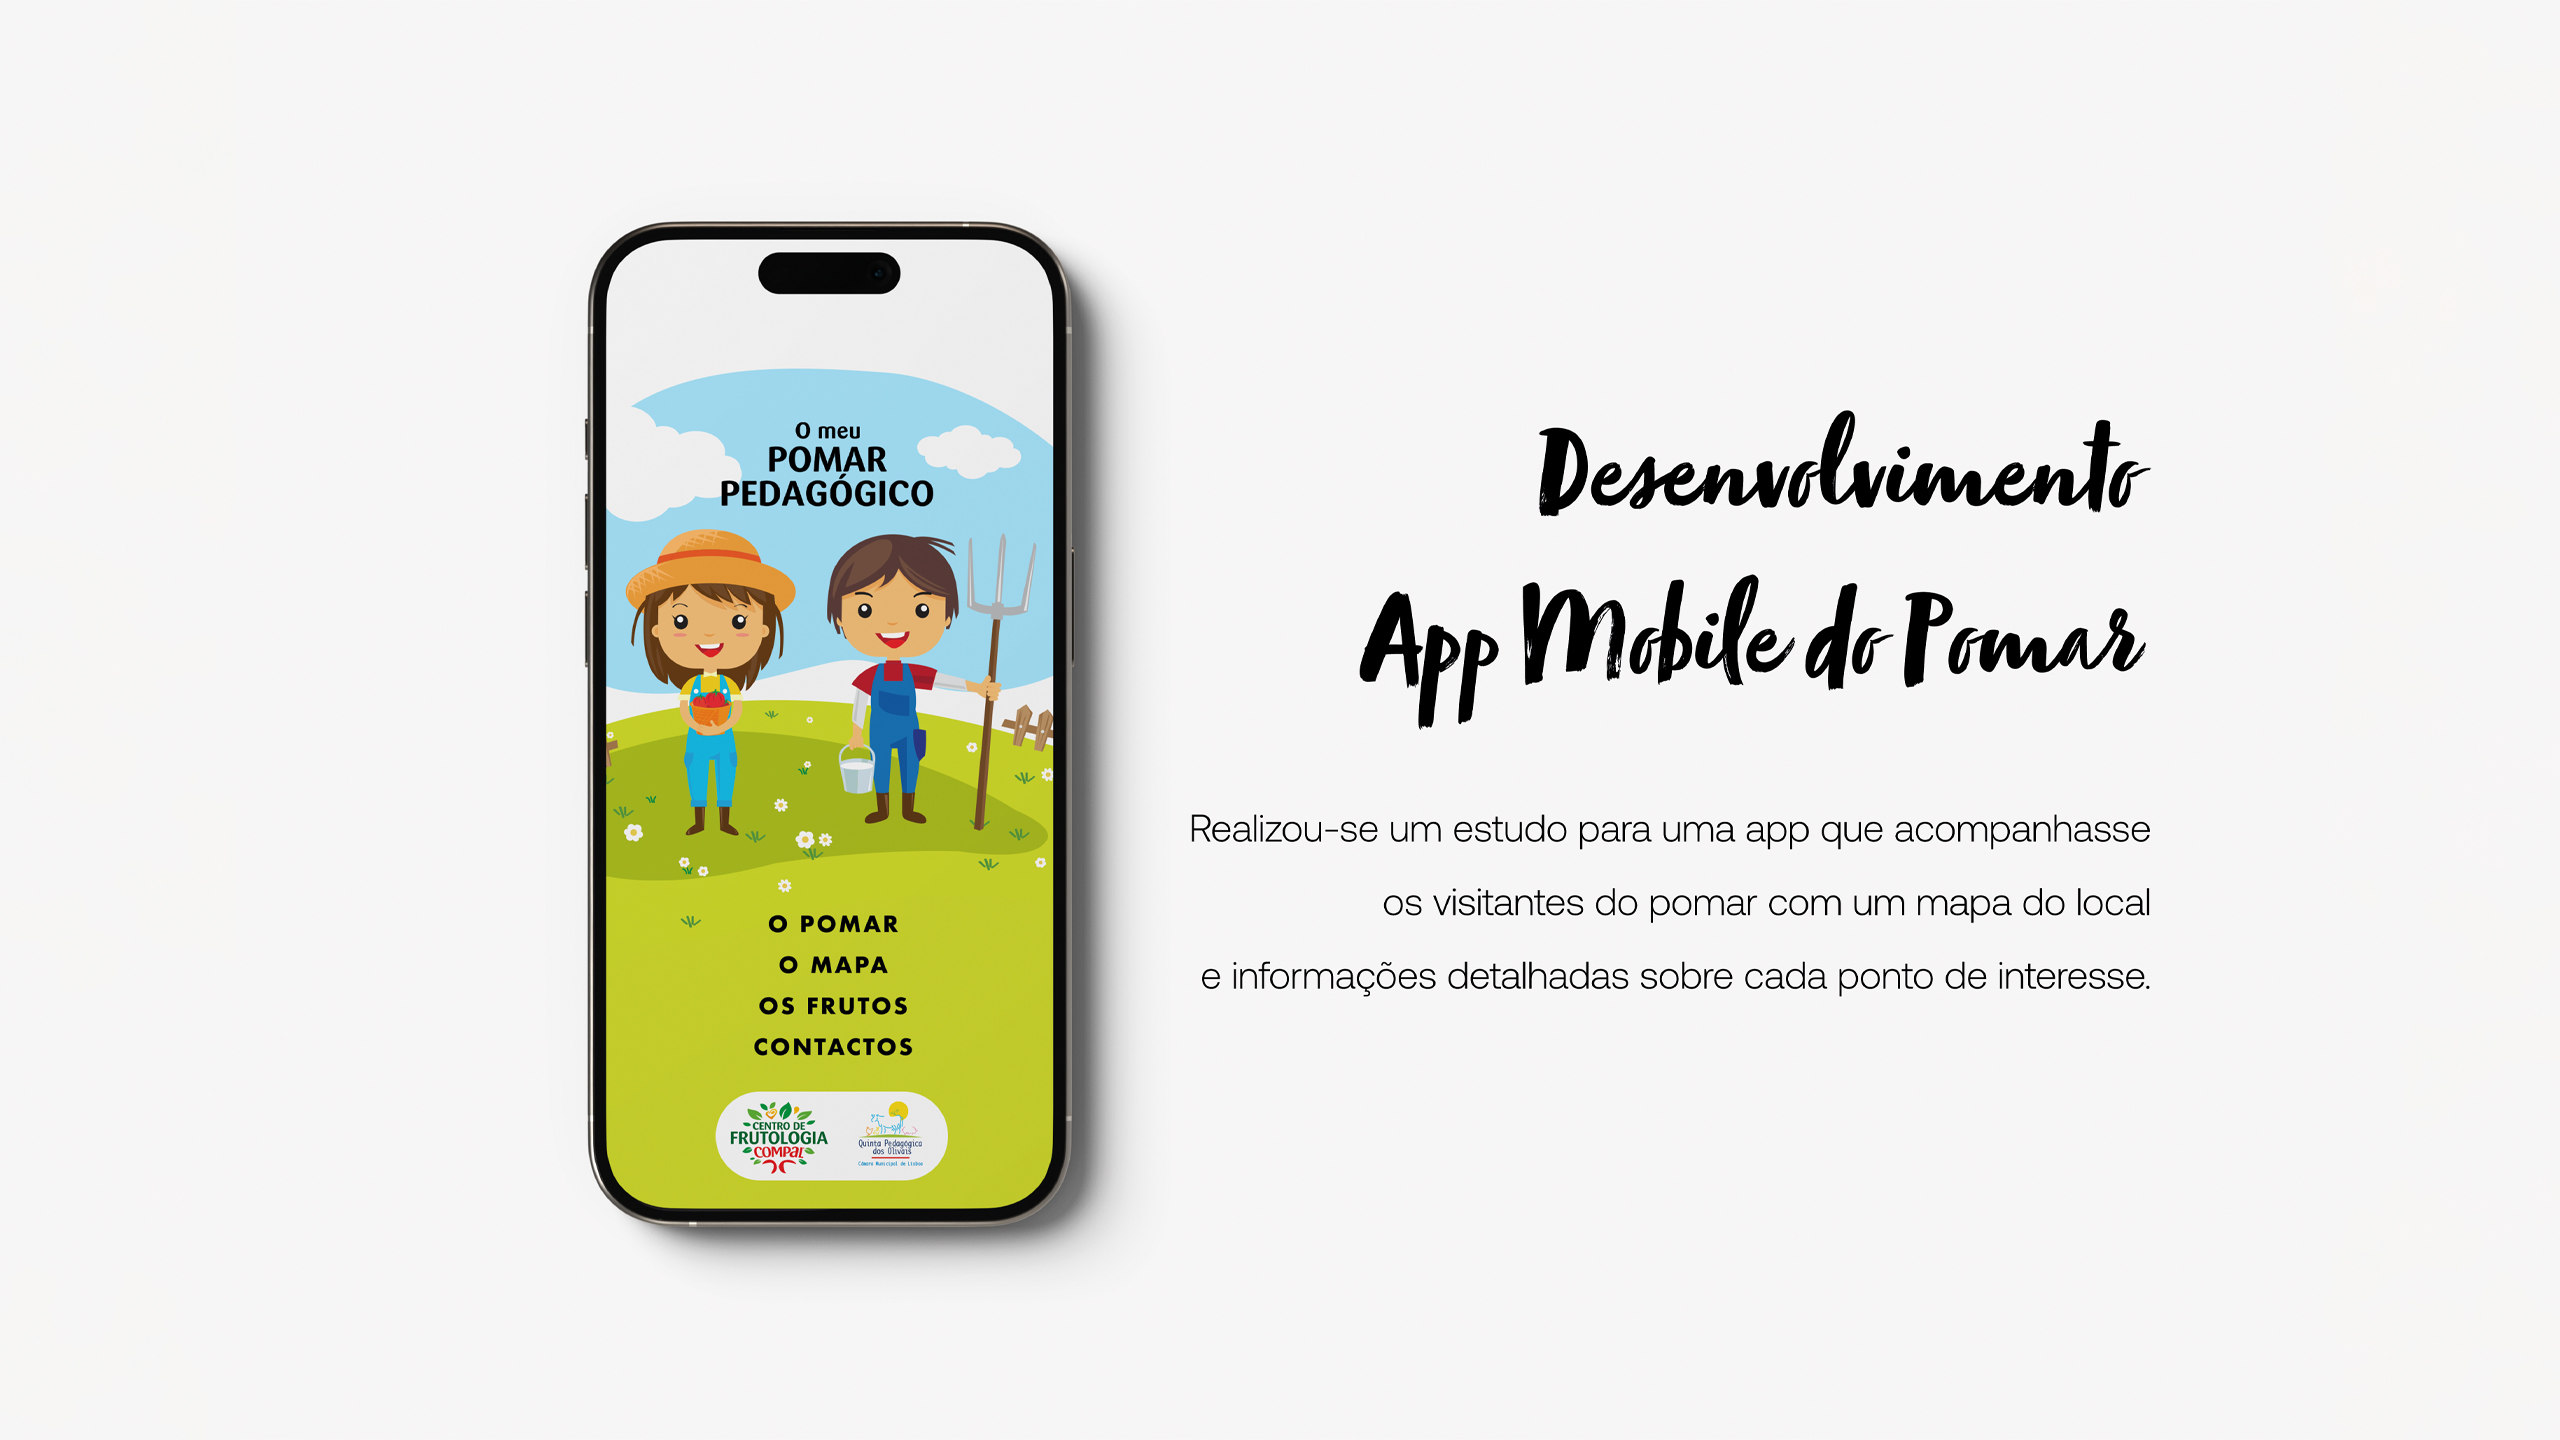 O meu
POMAR
PEDAGÓGICO
O POMAR
O MAPA
OS FRUTOS
CONTACTOS
CENTRO DE
FRUTOLOGIA
COMPAL
Quinta Pedagógica
dos Olivais
Câmara Municipal de Lisboa
Desenvolvimento
App Mobile do Pomar
Realizou-se um estudo para uma app que acompanhasse
os visitantes do pomar com um mapa do local
e informações detalhadas sobre cada ponto de interesse.